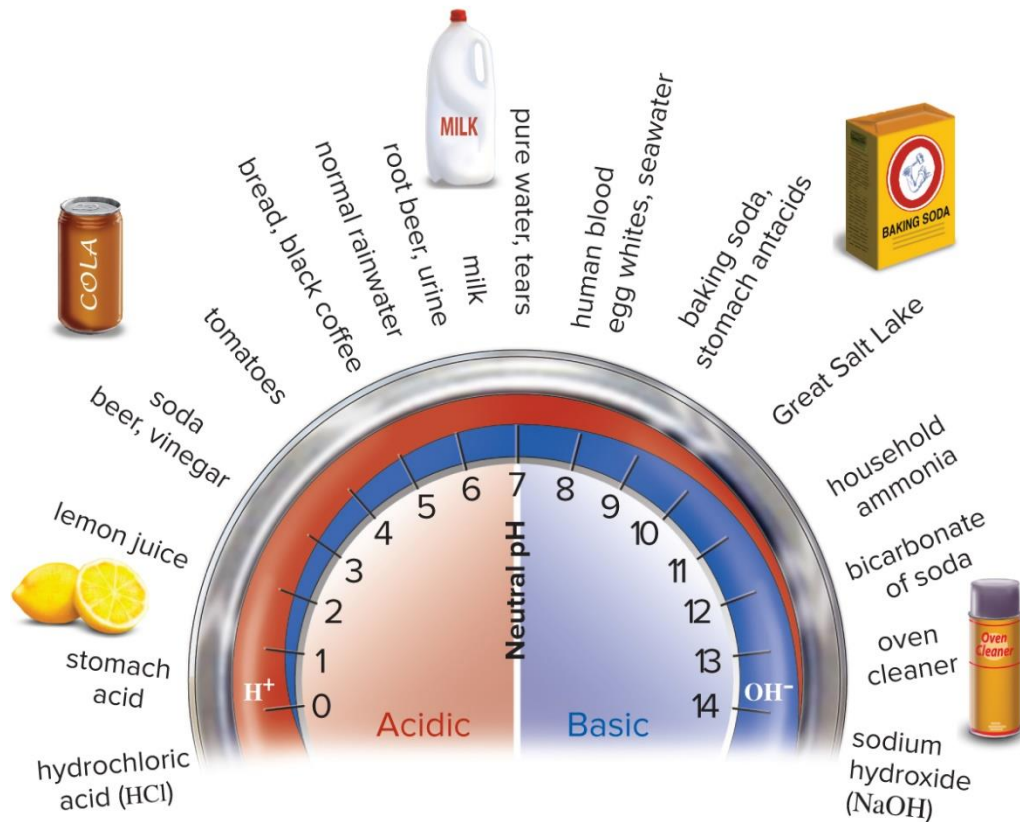 MILK
COLA
BAKING SODA
Oven
Cleaner
hydrochloric
acid (HCl)
stomach
acid
lemon juice
soda
beer, vinegar
tomatoes
bread, black coffee
normal rainwater
root beer, urine
milk
pure water, tears
human blood
egg whites, seawater
baking soda,
stomach antacids
Great Salt Lake
household
ammonia
bicarbonate
of soda
oven
cleaner
sodium
hydroxide
(NaOH)
0
1
2
3
4
5
6
7
8
9
10
11
12
13
14
H⁺
OH⁻
Neutral pH
Acidic
Basic